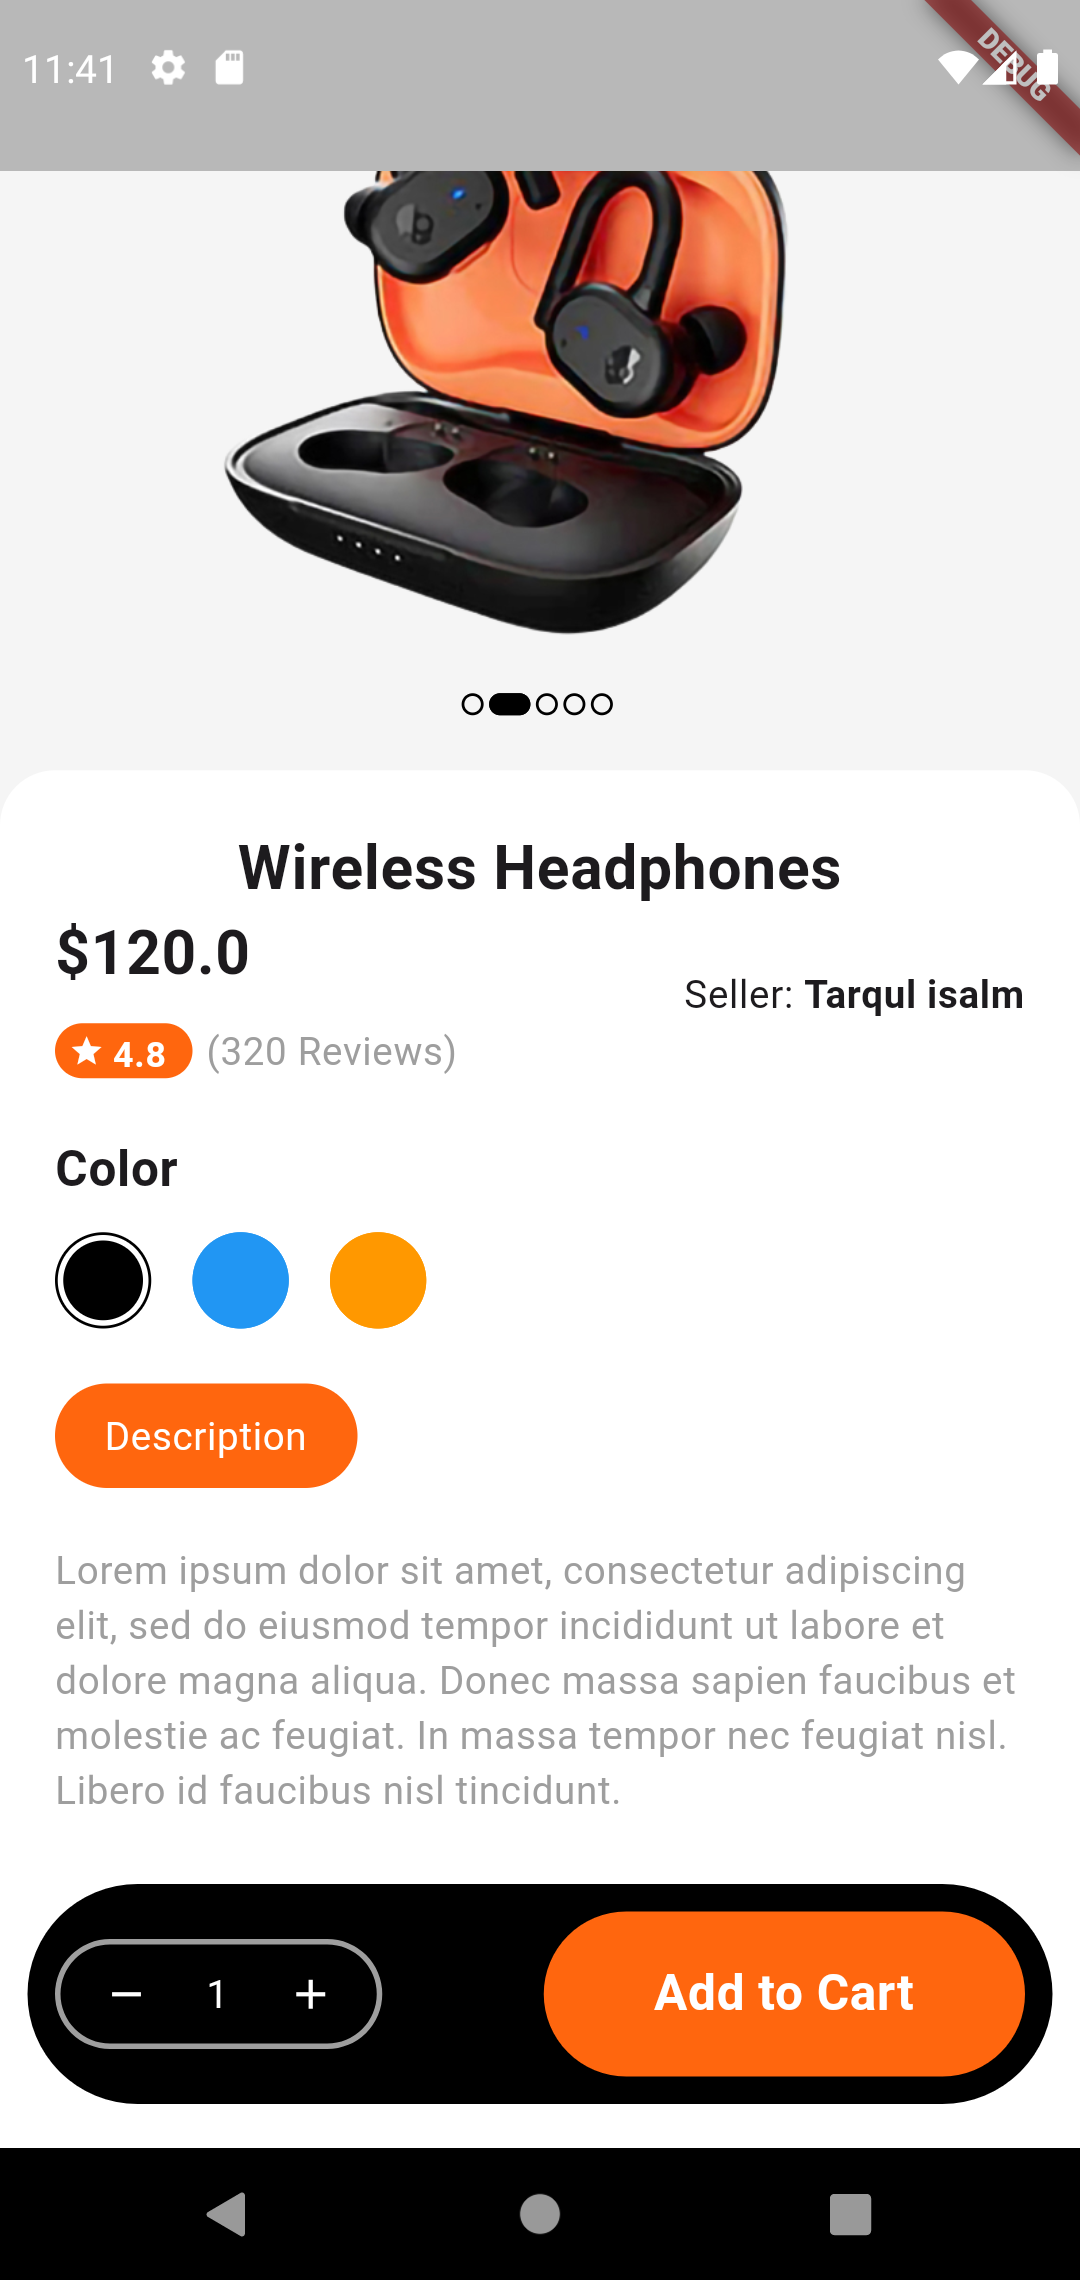 11:41
DEBUG
Wireless Headphones
$120.0
Seller: Tarqul isalm
4.8 (320 Reviews)
Color
Description
Lorem ipsum dolor sit amet, consectetur adipiscing
elit, sed do eiusmod tempor incididunt ut labore et
dolore magna aliqua. Donec massa sapien faucibus et
molestie ac feugiat. In massa tempor nec feugiat nisl.
Libero id faucibus nisl tincidunt.
1
Add to Cart